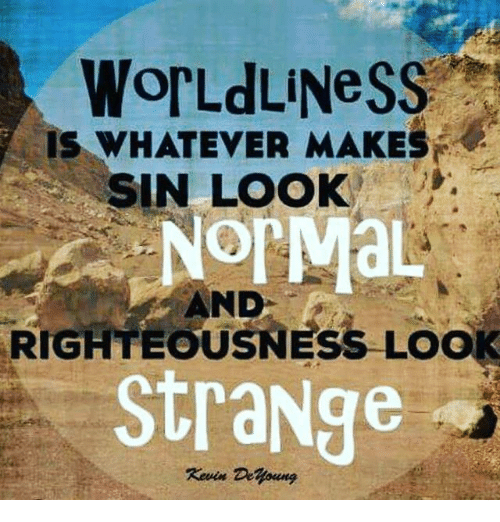 WorLdLiNeSS
IS WHATEVER MAKES
SIN LOOK
NorMaL
AND
RIGHTEOUSNESS LOOK
StraNge
Kevin DeYoung